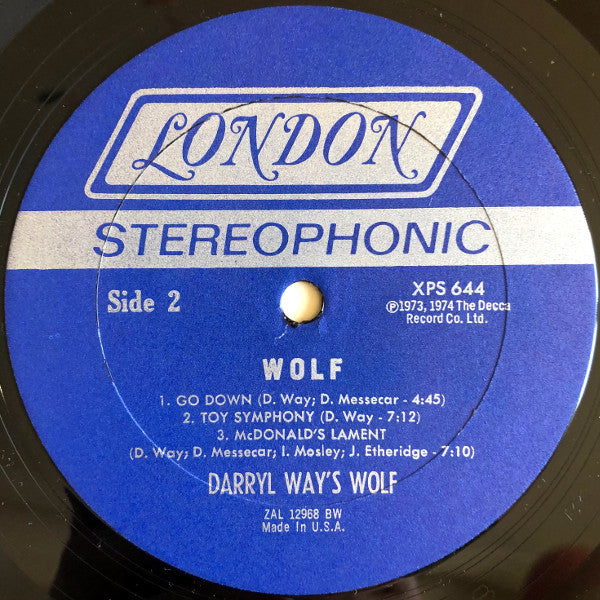 LONDON
STEREOPHONIC
Side 2
XPS 644
Ⓟ1973, 1974 The Decca
Record Co. Ltd.
WOLF
1. GO DOWN (D. Way; D. Messecar - 4:45)
2. TOY SYMPHONY (D. Way - 7:12)
3. McDONALD'S LAMENT
(D. Way; D. Messecar; I. Mosley; J. Etheridge - 7:10)
DARRYL WAY'S WOLF
ZAL 12968 BW
Made In U.S.A.